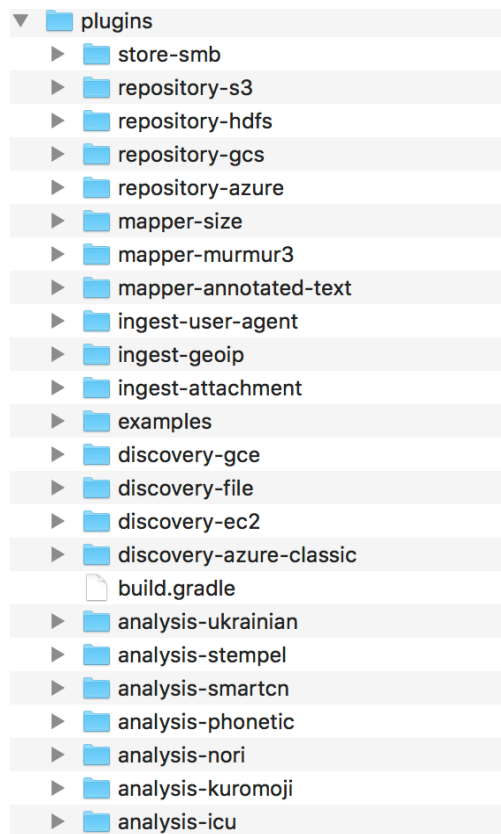 plugins
store-smb
repository-s3
repository-hdfs
repository-gcs
repository-azure
mapper-size
mapper-murmur3
mapper-annotated-text
ingest-user-agent
ingest-geoip
ingest-attachment
examples
discovery-gce
discovery-file
discovery-ec2
discovery-azure-classic
build.gradle
analysis-ukrainian
analysis-stempel
analysis-smartcn
analysis-phonetic
analysis-nori
analysis-kuromoji
analysis-icu